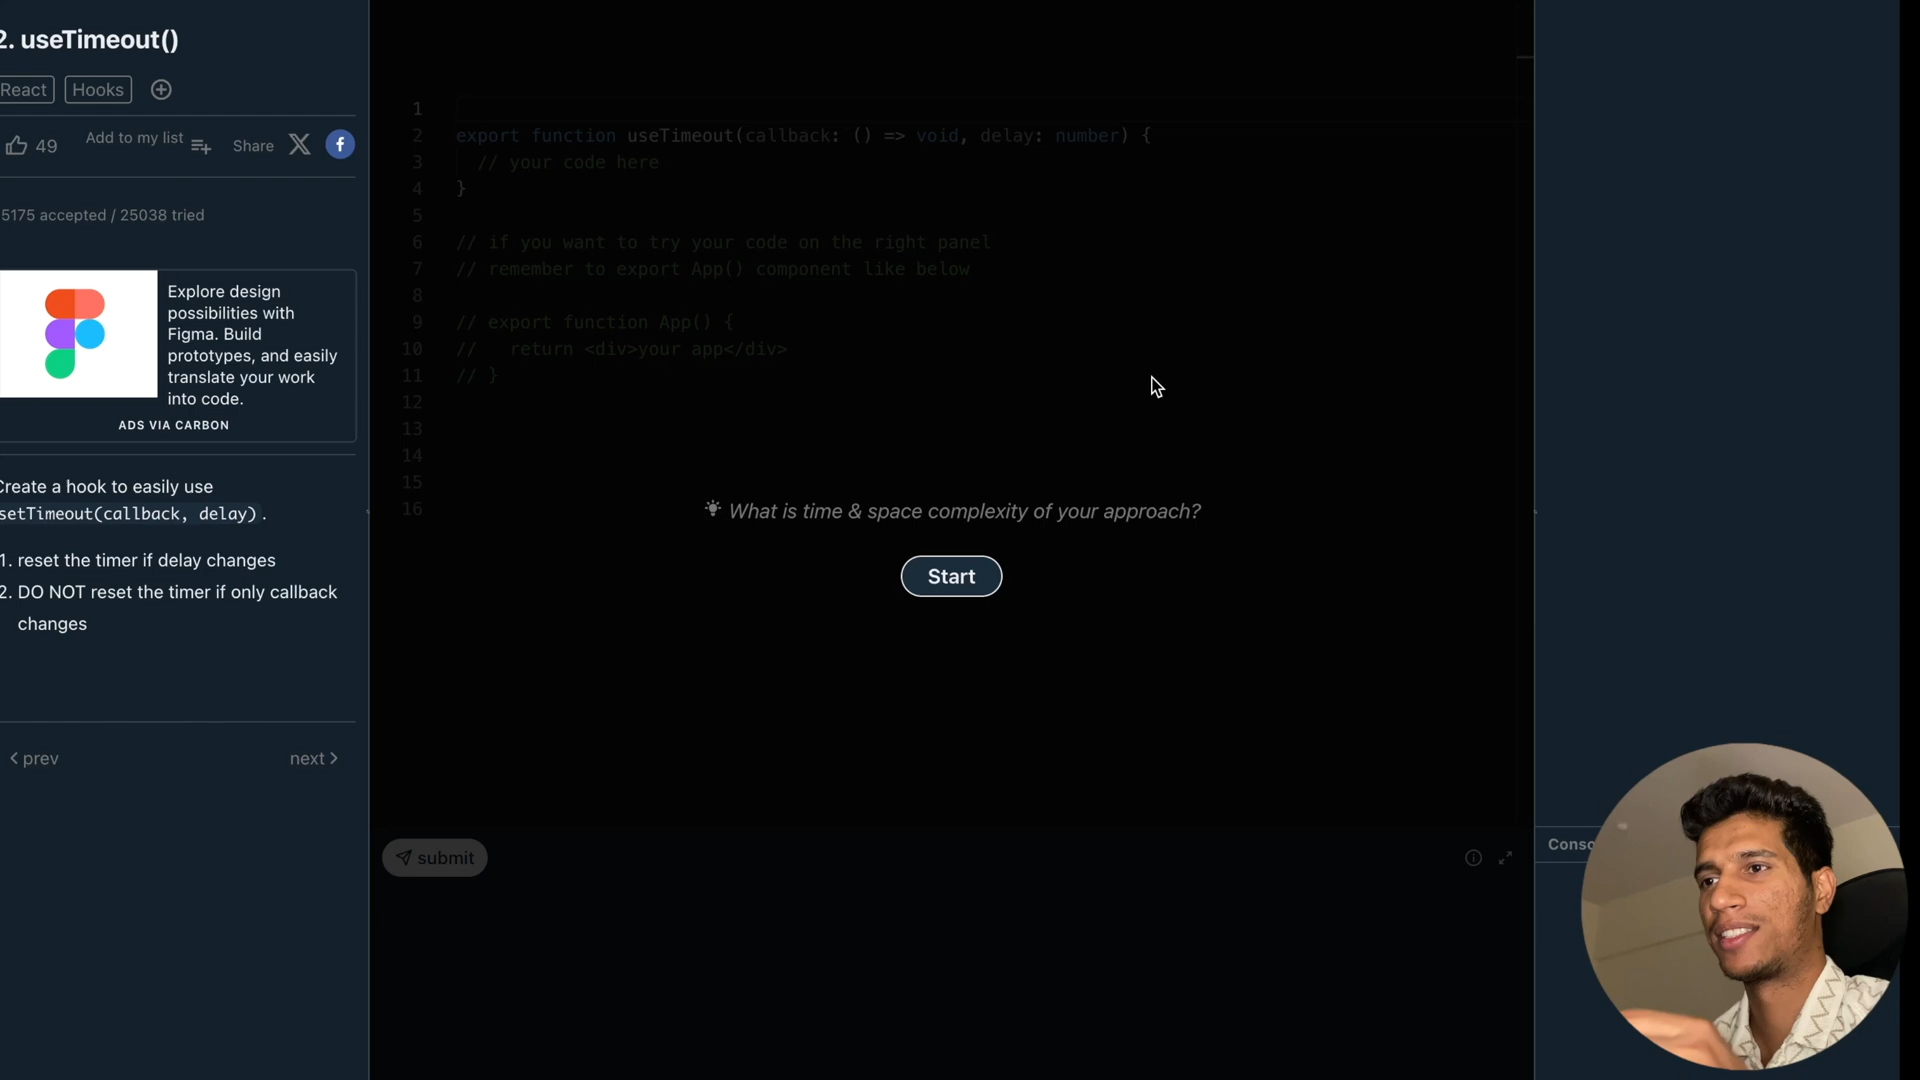 2. useTimeout()
React
Hooks
49
Add to my list
Share
5175 accepted / 25038 tried
Explore design
possibilities with
Figma. Build
prototypes, and easily
translate your work
into code.
ADS VIA CARBON
Create a hook to easily use
setTimeout(callback, delay).
1. reset the timer if delay changes
2. DO NOT reset the timer if only callback
changes
< prev
next >
1
2 export function useTimeout(callback: () => void, delay: number) {
3 // your code here
4 }
5
6 // if you want to try your code on the right panel
7 // remember to export App() component like below
8
9 // export function App() {
10 // return <div>your app</div>
11 // }
12
13
14
15
16
What is time & space complexity of your approach?
Start
submit
Conso